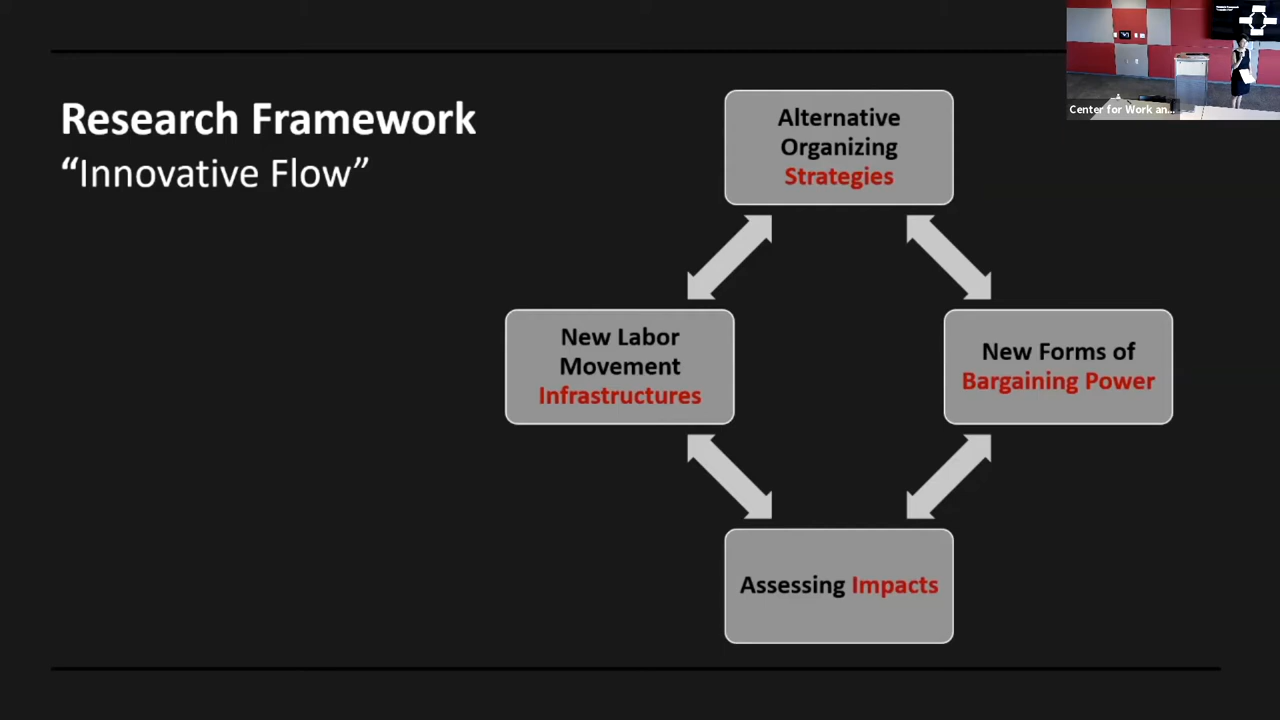 Research Framework
“Innovative Flow”
Alternative
Organizing
Strategies
New Labor
Movement
Infrastructures
New Forms of
Bargaining Power
Assessing Impacts
Center for Work an...